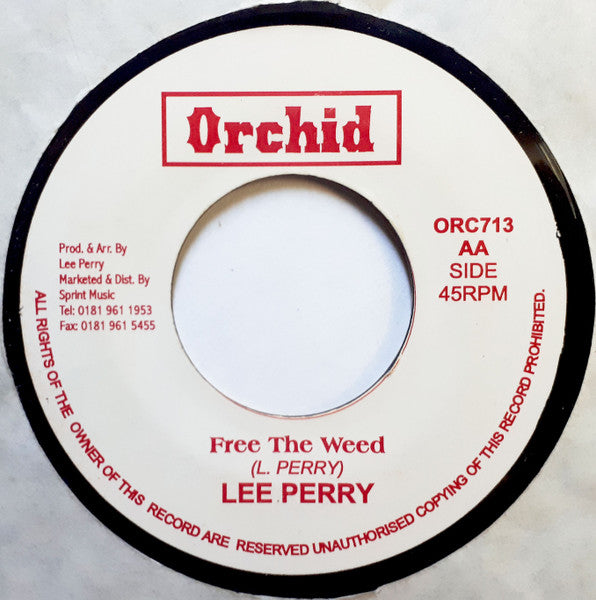 Orchid
Prod. & Arr. By
Lee Perry
Marketed & Dist. By
Sprint Music
Tel: 0181 961 1953
Fax: 0181 961 5455
ORC713
AA
SIDE
45RPM
Free The Weed
(L. PERRY)
LEE PERRY
ALL RIGHTS OF THE OWNER OF THIS RECORD ARE RESERVED UNAUTHORISED COPYING OF THIS RECORD PROHIBITED.